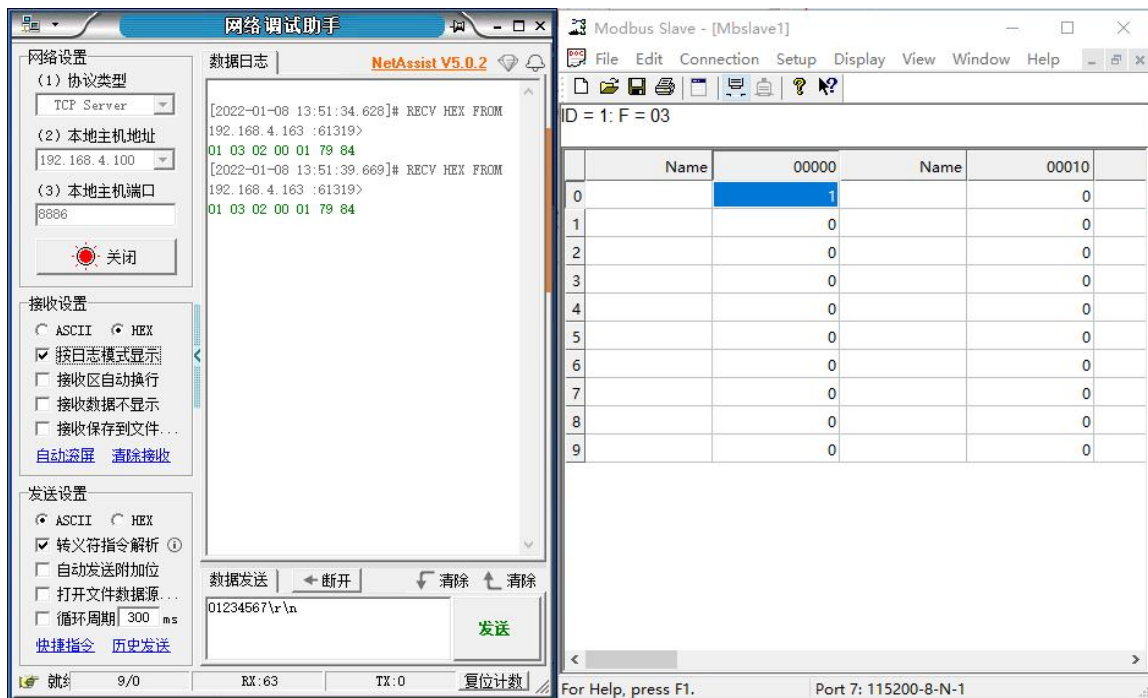 网络调试助手
网络设置
(1) 协议类型
TCP Server
(2) 本地主机地址
192.168.4.100
(3) 本地主机端口
8886
关闭
接收设置
ASCII HEX
按日志模式显示
接收区自动换行
接收数据不显示
接收保存到文件...
自动滚屏 清除接收
发送设置
ASCII HEX
转义符指令解析
自动发送附加位
打开文件数据源...
循环周期 300 ms
快捷指令 历史发送
数据日志 NetAssist V5.0.2
[2022-01-08 13:51:34.628]# RECV HEX FROM
192.168.4.163 :61319>
01 03 02 00 01 79 84
[2022-01-08 13:51:39.669]# RECV HEX FROM
192.168.4.163 :61319>
01 03 02 00 01 79 84
数据发送 断开 清除 清除
01234567\r\n
发送
9/0 RX:63 TX:0 复位计数
Modbus Slave - [Mbslave1]
File Edit Connection Setup Display View Window Help
ID = 1: F = 03
Name 00000 Name 00010
0 1 0
1 0 0
2 0 0
3 0 0
4 0 0
5 0 0
6 0 0
7 0 0
8 0 0
9 0 0
For Help, press F1. Port 7: 115200-8-N-1